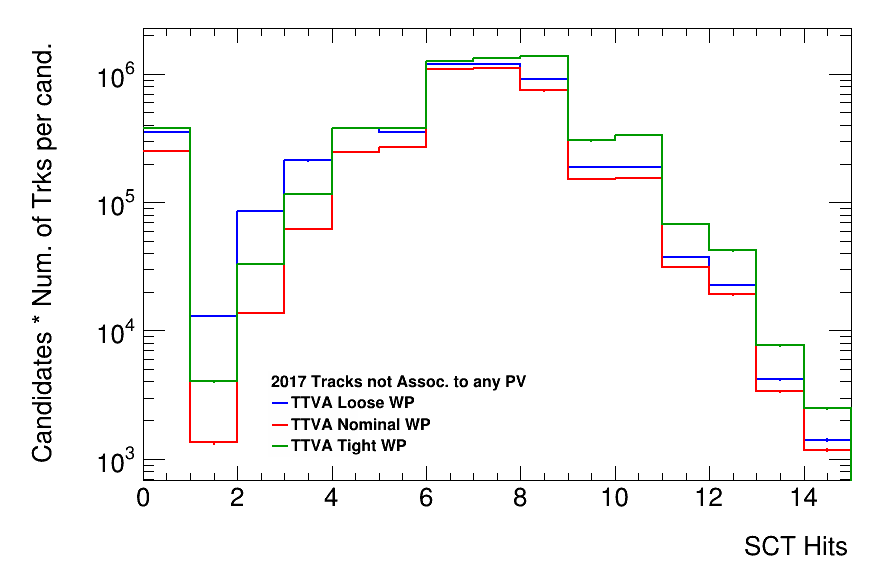 Candidates * Num. of Trks per cand.
10^6
10^5
10^4
10^3
2017 Tracks not Assoc. to any PV
TTVA Loose WP
TTVA Nominal WP
TTVA Tight WP
0 2 4 6 8 10 12 14
SCT Hits